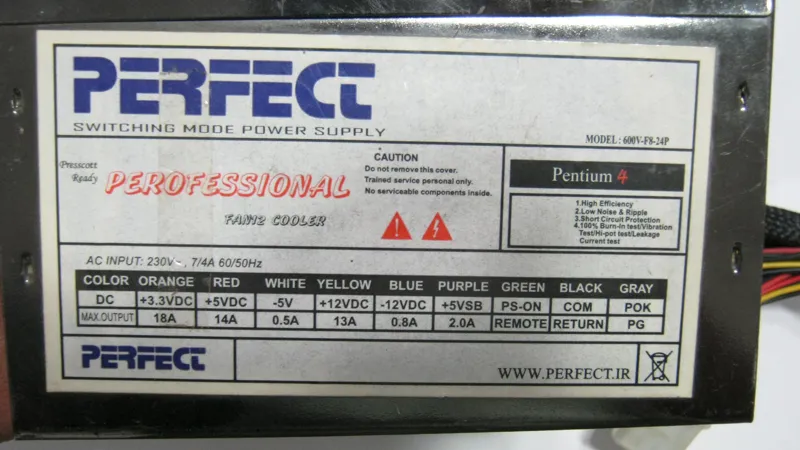 PERFECT
SWITCHING MODE POWER SUPPLY
MODEL: 600V-F8-24P
Prescott
Ready
PEROFESSIONAL
FAN12 COOLER
CAUTION
Do not remove this cover.
Trained service personal only.
No serviceable components inside.
Pentium 4
1.High Efficiency
2.Low Noise & Ripple
3.Short Circuit Protection
4.100% Burn-in test/Vibration
Test/Hi-pot test/Leakage
Current test
AC INPUT: 230V , 7/4A 60/50Hz
COLOR ORANGE RED WHITE YELLOW BLUE PURPLE GREEN BLACK GRAY
DC +3.3VDC +5VDC -5V +12VDC -12VDC +5VSB PS-ON COM POK
MAX.OUTPUT 18A 14A 0.5A 13A 0.8A 2.0A REMOTE RETURN PG
PERFECT
WWW.PERFECT.IR